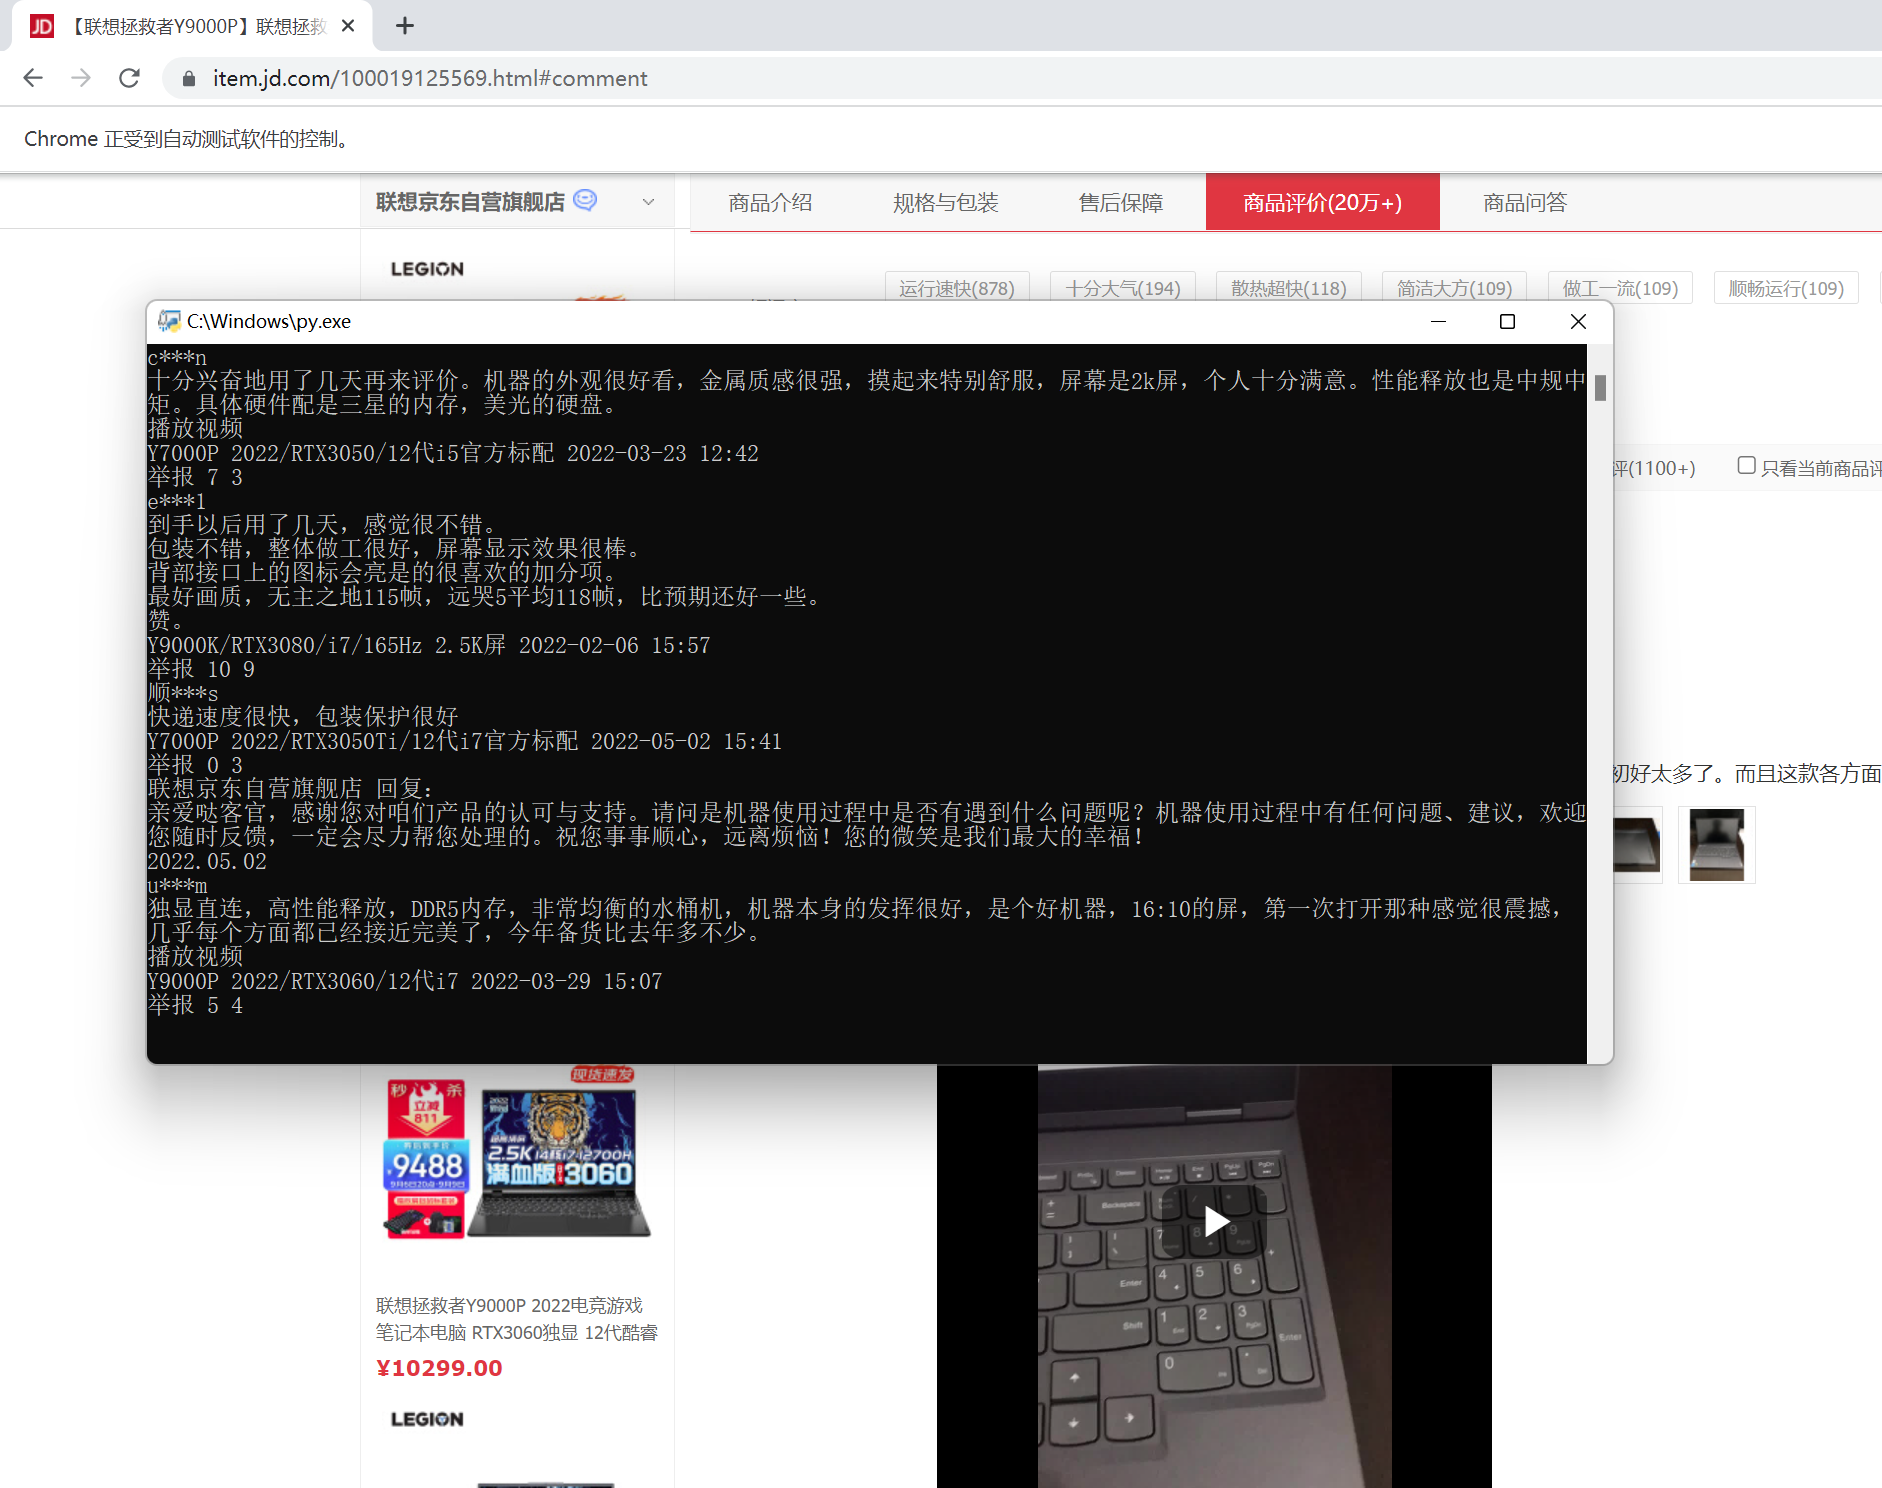 JD 【联想拯救者Y9000P】联想拯救
item.jd.com/100019125569.html#comment
Chrome 正受到自动测试软件的控制。
联想京东自营旗舰店
商品介绍 规格与包装 售后保障 商品评价(20万+) 商品问答
LEGION
运行速快(878) 十分大气(194) 散热超快(118) 简洁大方(109) 做工一流(109) 顺畅运行(109)
C:\Windows\py.exe
c***n
十分兴奋地用了几天再来评价。机器的外观很好看，金属质感很强，摸起来特别舒服，屏幕是2k屏，个人十分满意。性能释放也是中规中
矩。具体硬件配是三星的内存，美光的硬盘。
播放视频
Y7000P 2022/RTX3050/12代i5官方标配 2022-03-23 12:42
举报 7 3
e***l
到手以后用了几天，感觉很不错。
包装不错，整体做工很好，屏幕显示效果很棒。
背部接口上的图标会亮是的很喜欢的加分项。
最好画质，无主之地115帧，远哭5平均118帧，比预期还好一些。
赞。
Y9000K/RTX3080/i7/165Hz 2.5K屏 2022-02-06 15:57
举报 10 9
顺***s
快递速度很快，包装保护很好
Y7000P 2022/RTX3050Ti/12代i7官方标配 2022-05-02 15:41
举报 0 3
联想京东自营旗舰店 回复：
亲爱哒客官，感谢您对咱们产品的认可与支持。请问是机器使用过程中是否有遇到什么问题呢？机器使用过程中有任何问题、建议，欢迎
您随时反馈，一定会尽力帮您处理的。祝您事事顺心，远离烦恼！您的微笑是我们最大的幸福！
2022.05.02
u***m
独显直连，高性能释放，DDR5内存，非常均衡的水桶机，机器本身的发挥很好，是个好机器，16:10的屏，第一次打开那种感觉很震撼，
几乎每个方面都已经接近完美了，今年备货比去年多不少。
播放视频
Y9000P 2022/RTX3060/12代i7 2022-03-29 15:07
举报 5 4
评(1100+) 只看当前商品评
初好太多了。而且这款各方面
现货速发
秒杀
立减
811
9488
2.5K 14核i7-12700H
满血版 3060
联想拯救者Y9000P 2022电竞游戏
笔记本电脑 RTX3060独显 12代酷睿
¥10299.00
LEGION
Backspace
7 8 9
Enter 4 5 6
Shift 1 2 3 Enter
0